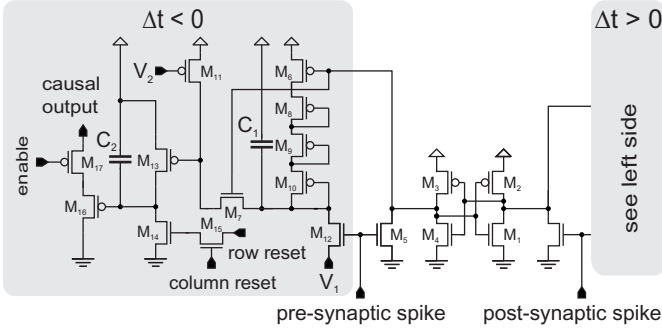 Δt < 0
Δt > 0
V2
M11
M6
causal
output
C2
C1
M8
M9
M10
M17
M13
enable
M16
M7
M3
M2
M15
M14
M12
M5
M4
M1
row reset
column reset
V1
see left side
pre-synaptic spike
post-synaptic spike